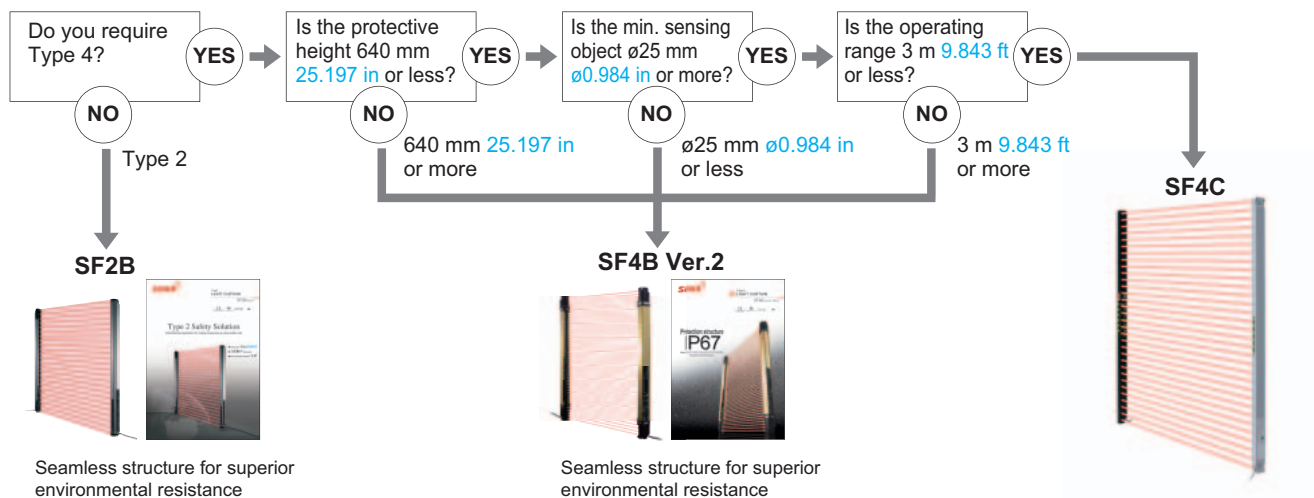 Do you require
Type 4?
YES
NO
Type 2
Is the protective
height 640 mm
25.197 in or less?
YES
NO
640 mm 25.197 in
or more
Is the min. sensing
object ø25 mm
ø0.984 in or more?
YES
NO
ø25 mm ø0.984 in
or less
Is the operating
range 3 m 9.843 ft
or less?
YES
NO
3 m 9.843 ft
or more
SF4C
SF2B
Type 2 Safety Solution
Seamless structure for superior
environmental resistance
SF4B Ver.2
Protection structure
IP67
Seamless structure for superior
environmental resistance